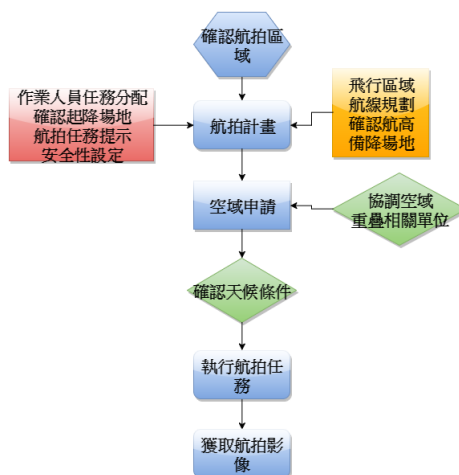 確認航拍區
域
作業人員任務分配
確認起降場地
航拍任務提示
安全性設定
航拍計畫
飛行區域
航線規劃
確認航高
備降場地
空域申請
協調空域
重疊相關單位
確認天候條件
執行航拍任
務
獲取航拍影
像